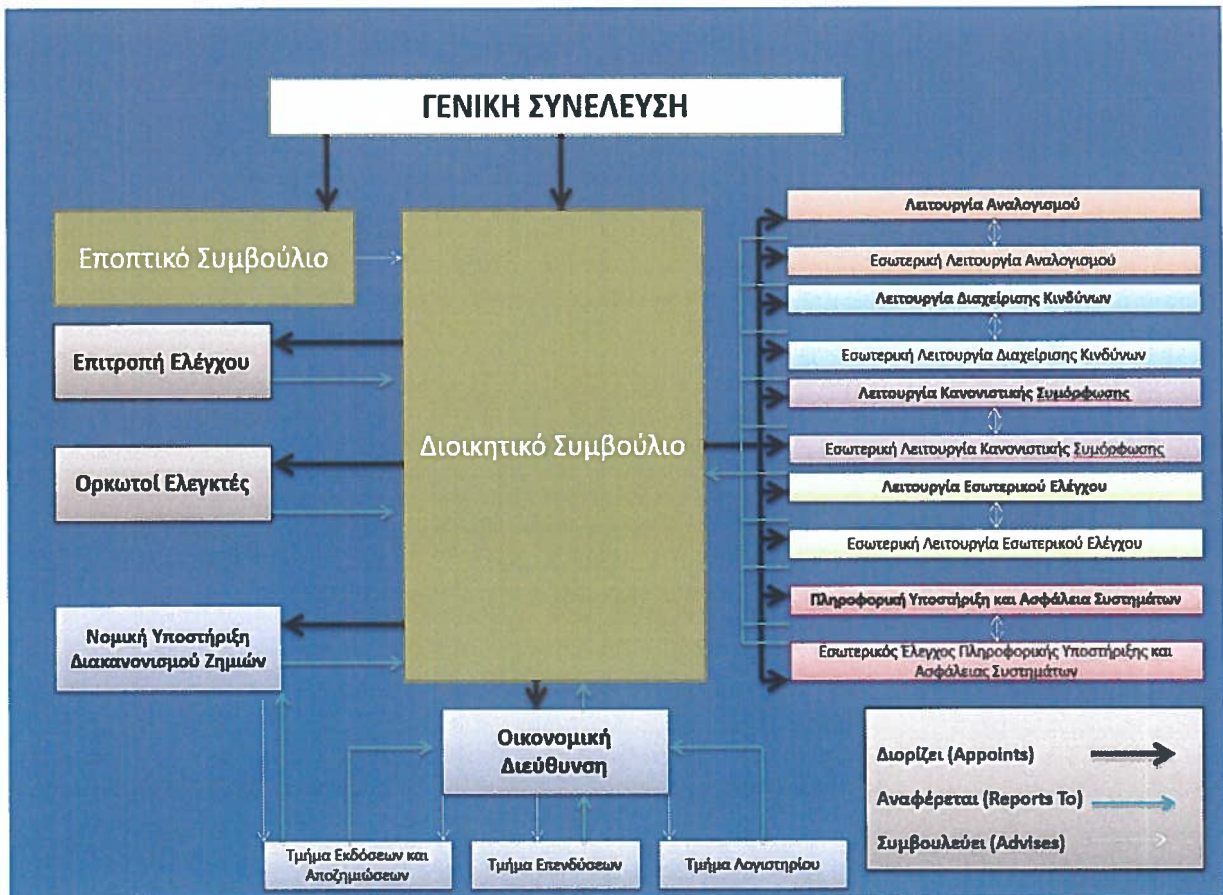 ΓΕΝΙΚΗ ΣΥΝΕΛΕΥΣΗ
Εποπτικό Συμβούλιο
Επιτροπή Ελέγχου
Ορκωτοί Ελεγκτές
Νομική Υποστήριξη
Διακανονισμού Ζημιών
Διοικητικό Συμβούλιο
Λειτουργία Αναλογισμού
Εσωτερική Λειτουργία Αναλογισμού
Λειτουργία Διαχείρισης Κινδύνων
Εσωτερική Λειτουργία Διαχείρισης Κινδύνων
Λειτουργία Κανονιστικής Συμόρφωσης
Εσωτερική Λειτουργία Κανονιστικής Συμόρφωσης
Λειτουργία Εσωτερικού Ελέγχου
Εσωτερική Λειτουργία Εσωτερικού Ελέγχου
Πληροφορική Υποστήριξη και Ασφάλεια Συστημάτων
Εσωτερικός Έλεγχος Πληροφορικής Υποστήριξης και
Ασφάλειας Συστημάτων
Οικονομική
Διεύθυνση
Τμήμα Εκδόσεων και
Αποζημιώσεων
Τμήμα Επενδύσεων
Τμήμα Λογιστηρίου
Διορίζει (Appoints)
Αναφέρεται (Reports To)
Συμβουλεύει (Advises)